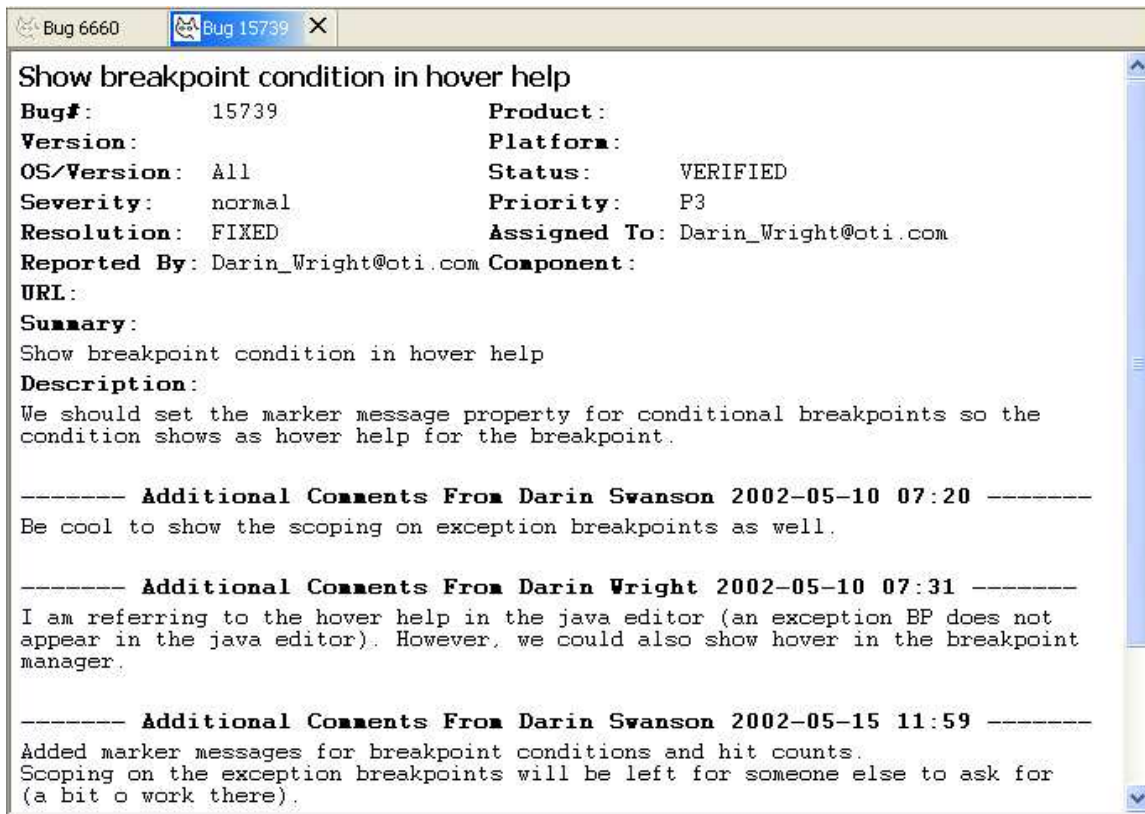 Bug 6660 Bug 15739
Show breakpoint condition in hover help
Bug#: 15739 Product:
Version: Platform:
OS/Version: All Status: VERIFIED
Severity: normal Priority: P3
Resolution: FIXED Assigned To: Darin_Wright@oti.com
Reported By: Darin_Wright@oti.com Component:
URL:
Summary:
Show breakpoint condition in hover help
Description:
We should set the marker message property for conditional breakpoints so the
condition shows as hover help for the breakpoint.
------- Additional Comments From Darin Swanson 2002-05-10 07:20 -------
Be cool to show the scoping on exception breakpoints as well.
------- Additional Comments From Darin Wright 2002-05-10 07:31 -------
I am referring to the hover help in the java editor (an exception BP does not
appear in the java editor). However, we could also show hover in the breakpoint
manager.
------- Additional Comments From Darin Swanson 2002-05-15 11:59 -------
Added marker messages for breakpoint conditions and hit counts.
Scoping on the exception breakpoints will be left for someone else to ask for
(a bit o work there).